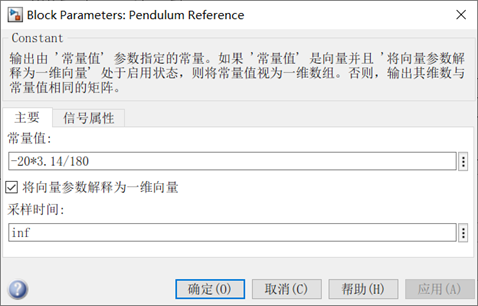 Block Parameters: Pendulum Reference
Constant
输出由 '常量值' 参数指定的常量。如果 '常量值' 是向量并且 '将向量参数解
释为一维向量' 处于启用状态，则将常量值视为一维数组。否则，输出其维数与
常量值相同的矩阵。
主要 信号属性
常量值:
-20*3.14/180
将向量参数解释为一维向量
采样时间:
inf
确定(O) 取消(C) 帮助(H) 应用(A)